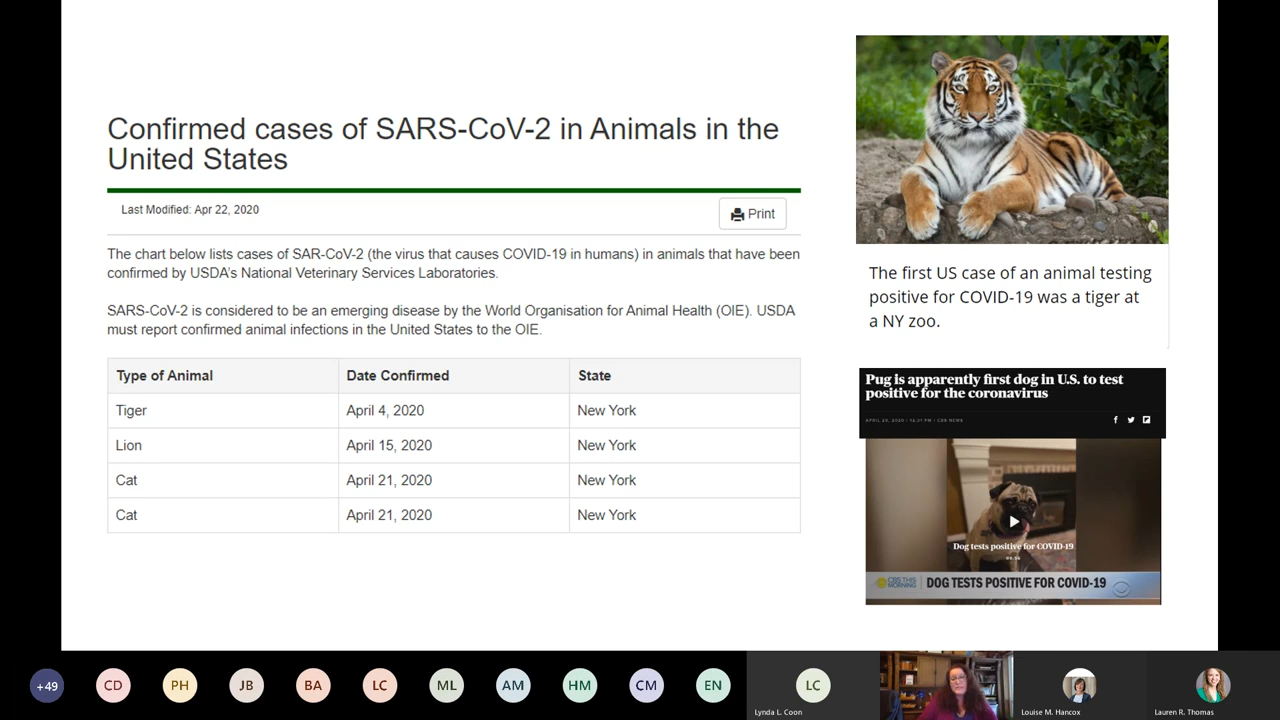 Confirmed cases of SARS-CoV-2 in Animals in the
United States
Last Modified: Apr 22, 2020
Print
The chart below lists cases of SAR-CoV-2 (the virus that causes COVID-19 in humans) in animals that have been
confirmed by USDA's National Veterinary Services Laboratories.
SARS-CoV-2 is considered to be an emerging disease by the World Organisation for Animal Health (OIE). USDA
must report confirmed animal infections in the United States to the OIE.
Type of Animal Date Confirmed State
Tiger April 4, 2020 New York
Lion April 15, 2020 New York
Cat April 21, 2020 New York
Cat April 21, 2020 New York
The first US case of an animal testing
positive for COVID-19 was a tiger at
a NY zoo.
Pug is apparently first dog in U.S. to test
positive for the coronavirus
CBS NEWS
Dog tests positive for COVID-19
CBS THIS
MORNING
DOG TESTS POSITIVE FOR COVID-19
+49 CD PH JB BA LC ML AM HM CM EN LC
Lynda L. Coon
Louise M. Hancox
Lauren R. Thomas